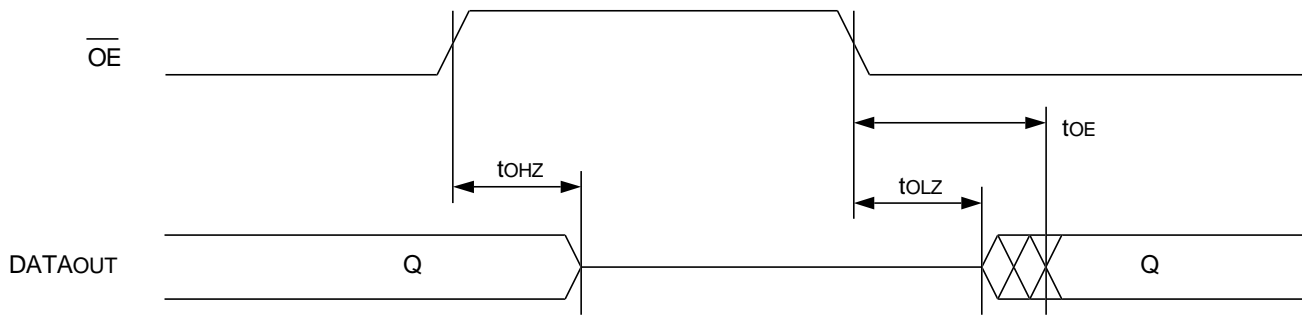 OE
tOE
tOHZ
tOLZ
DATAOUT
Q
Q